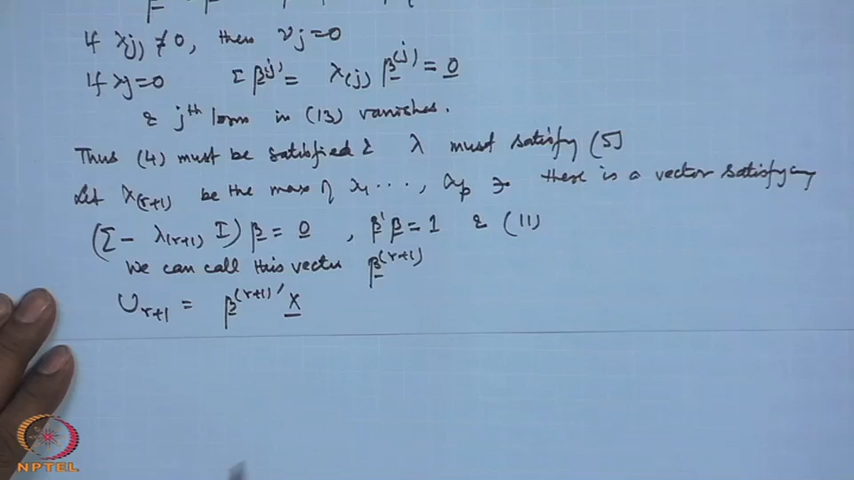 If λ(j) ≠ 0, then νj = 0
If λj = 0 Σ β(j) = λ(j) β(j) = 0
& jth term in (13) vanishes.
Thus (4) must be satisfied & λ must satisfy (5)
Let λ(r+1) be the max of λ1 ..., λp ∋ there is a vector satisfying
(Σ - λ(r+1) I) β = 0 , β'β = 1 & (11)
We can call this vector β(r+1)
Ur+1 = β(r+1)' X
NPTEL